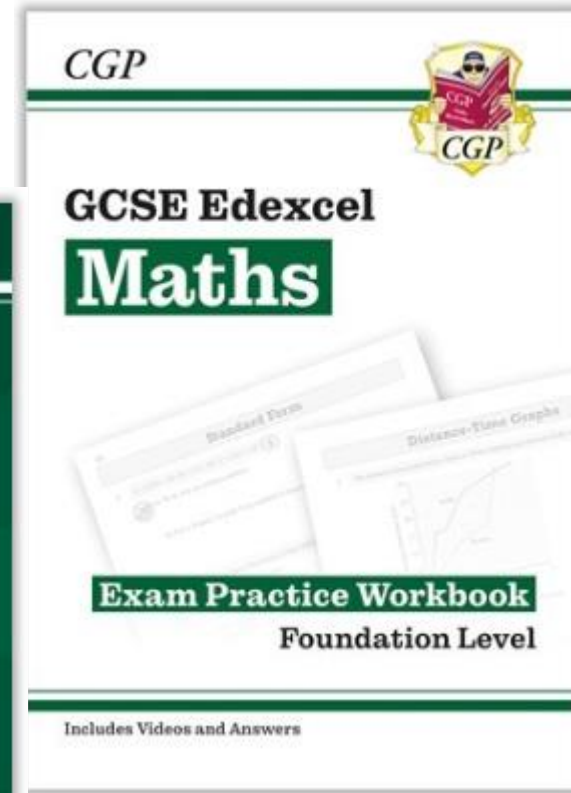 CGP
CGP
CGP
GCSE Edexcel
Maths
Standard Form
Distance-Time Graphs
Exam Practice Workbook
Foundation Level
Includes Videos and Answers